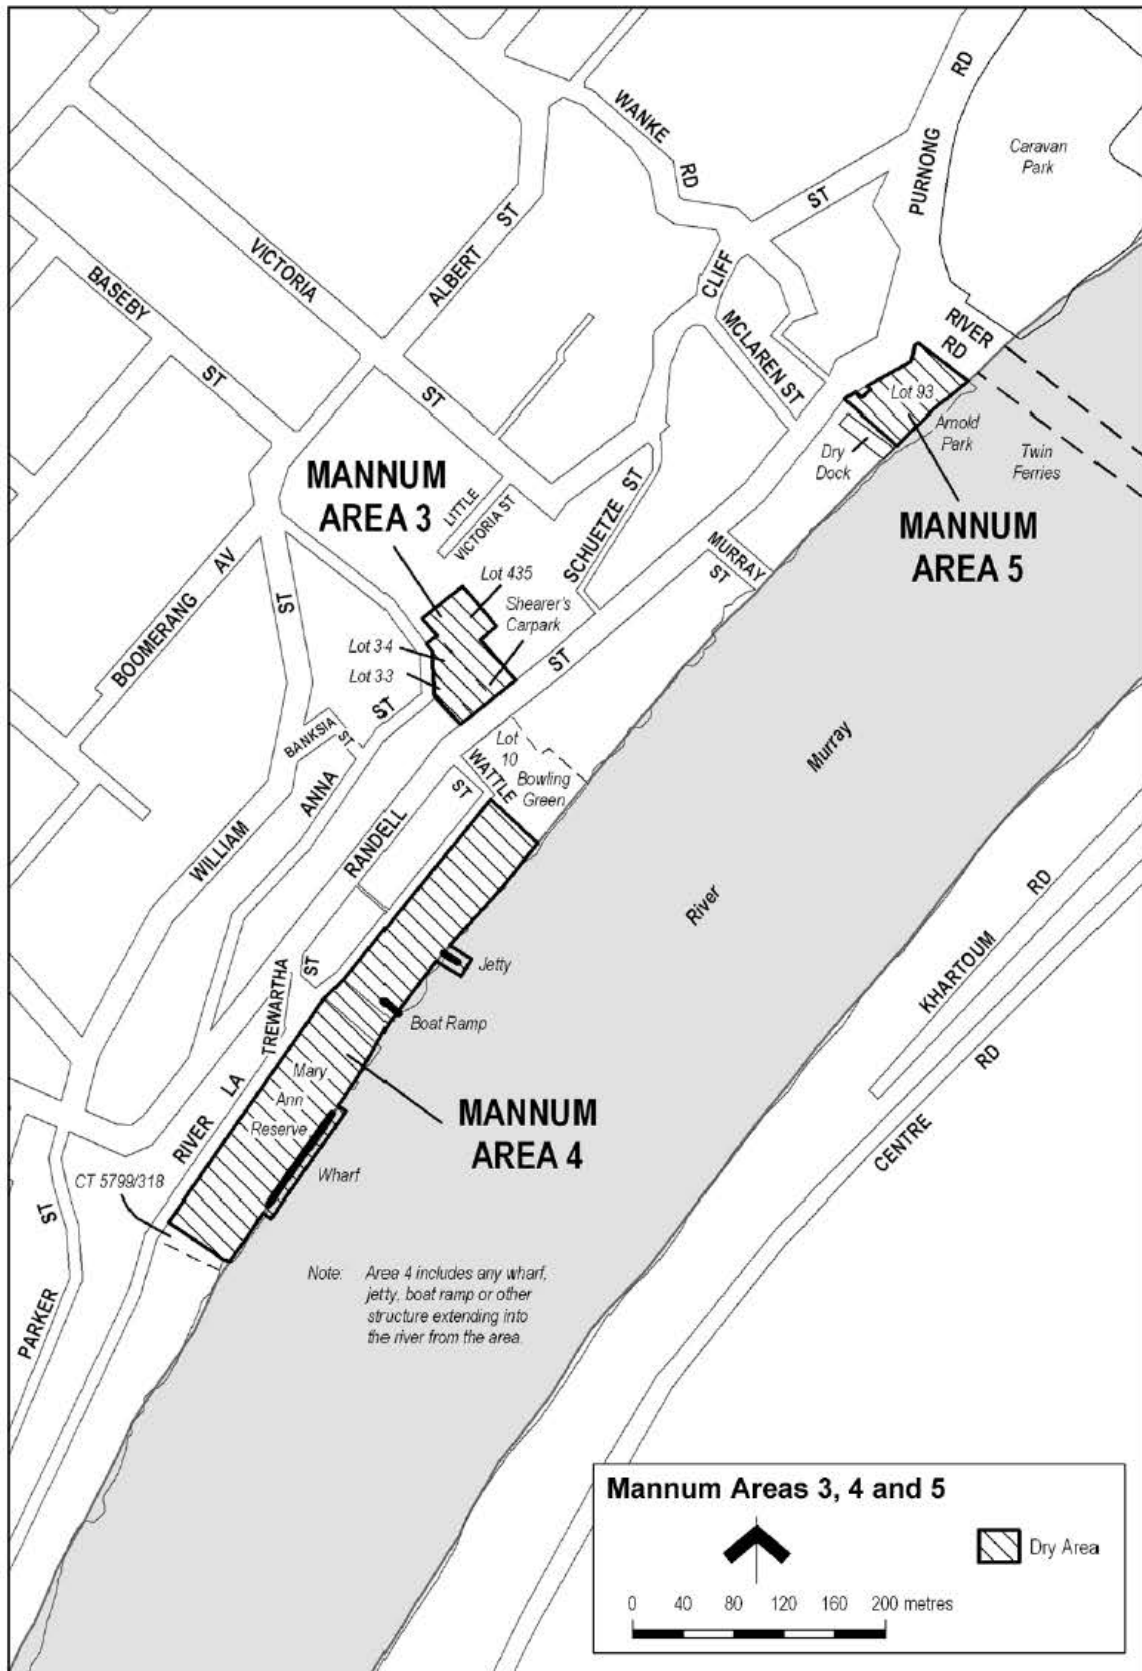 WANKE
RD
RD
PURNONG
Caravan
Park
ST
ST
ALBERT
VICTORIA
ST
BASEBY
ST
CLIFF
MCLAREN ST
RIVER
RD
Lot 93
Arnold
Park
Dry
Dock
Twin
Ferries
MANNUM
AREA 3
LITTLE
VICTORIA ST
SCHUETZE ST
MURRAY
ST
MANNUM
AREA 5
Lot 435
Shearer's
Carpark
Lot 34
Lot 33
BOOMERANG AV
ST
ST
ST
BANKSIA ST
ANNA
WILLIAM
Lot
10
Bowling
Green
WATTLE
ST
RANDELL
Murray
River
KHARTOUM RD
CENTRE RD
Jetty
Boat Ramp
ST
TREWARTHA
LA
RIVER
Mary
Ann
Reserve
MANNUM
AREA 4
Wharf
CT 5799/318
ST
PARKER
Note: Area 4 includes any wharf,
jetty, boat ramp or other
structure extending into
the river from the area.
Mannum Areas 3, 4 and 5
Dry Area
0 40 80 120 160 200 metres